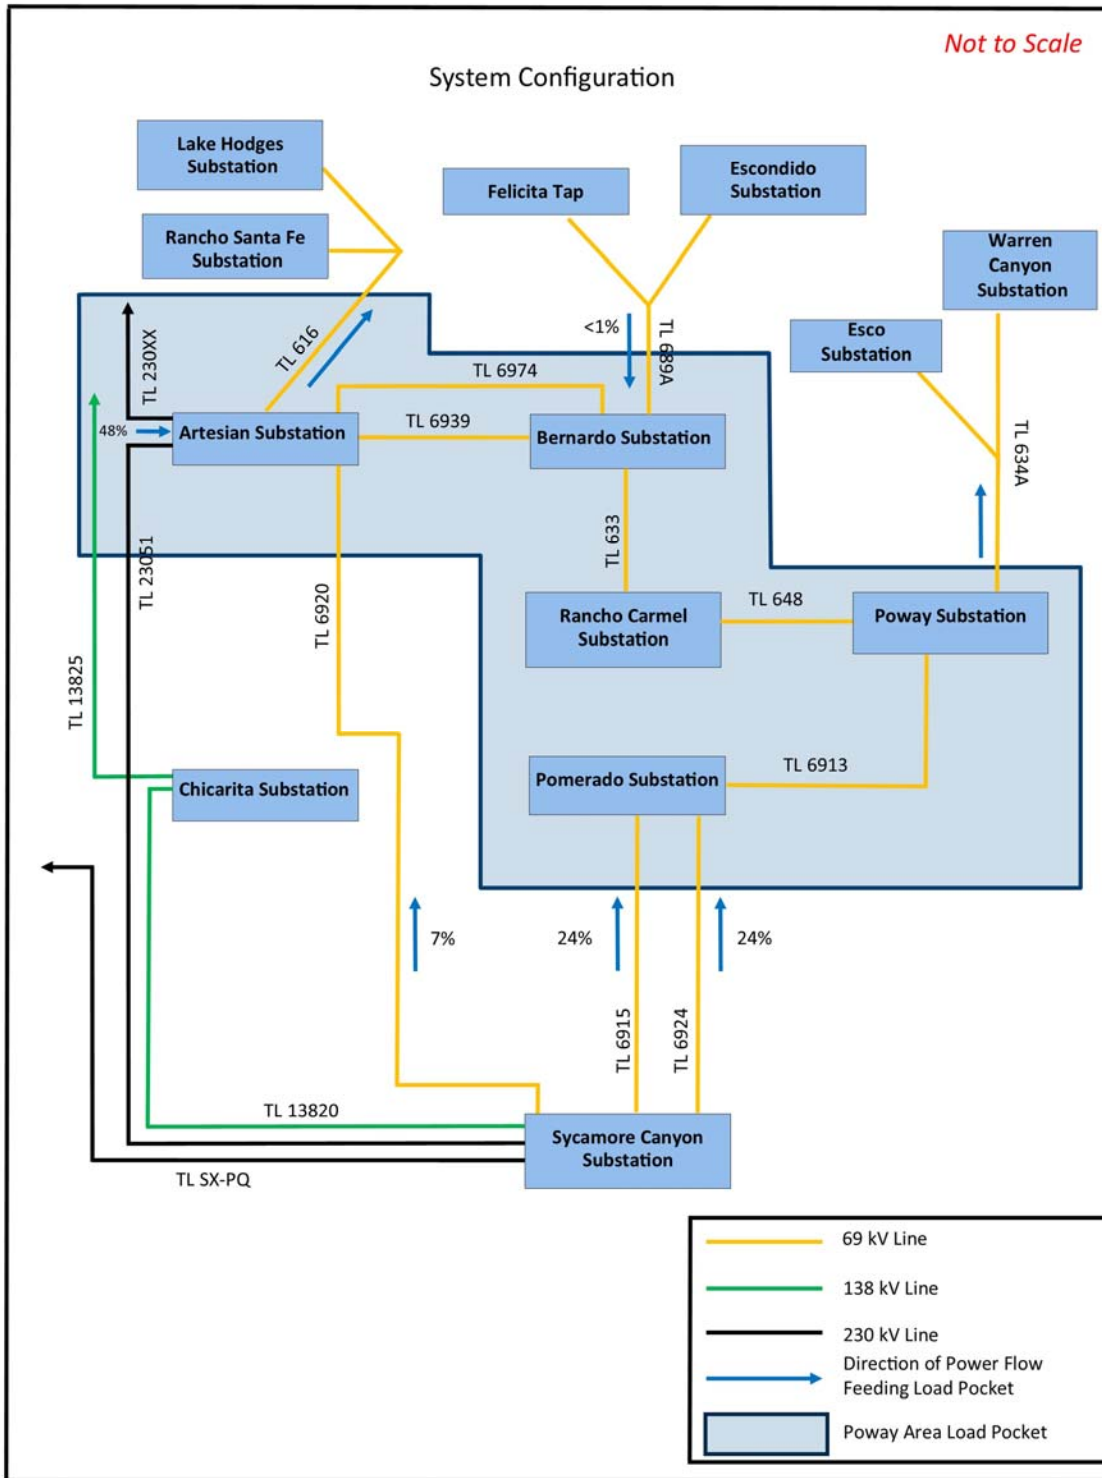 Not to Scale
System Configuration
Lake Hodges
Substation
Felicita Tap
Escondido
Substation
Rancho Santa Fe
Substation
Warren
Canyon
Substation
Esco
Substation
TL 230XX
TL 616
<1%
TL 689A
TL 6974
48%
Artesian Substation
TL 6939
Bernardo Substation
TL 634A
TL 23051
TL 633
TL 6920
Rancho Carmel
Substation
TL 648
Poway Substation
TL 13825
Chicarita Substation
Pomerado Substation
TL 6913
7%
24%
24%
TL 6915
TL 6924
TL 13820
Sycamore Canyon
Substation
TL SX-PQ
69 kV Line
138 kV Line
230 kV Line
Direction of Power Flow
Feeding Load Pocket
Poway Area Load Pocket